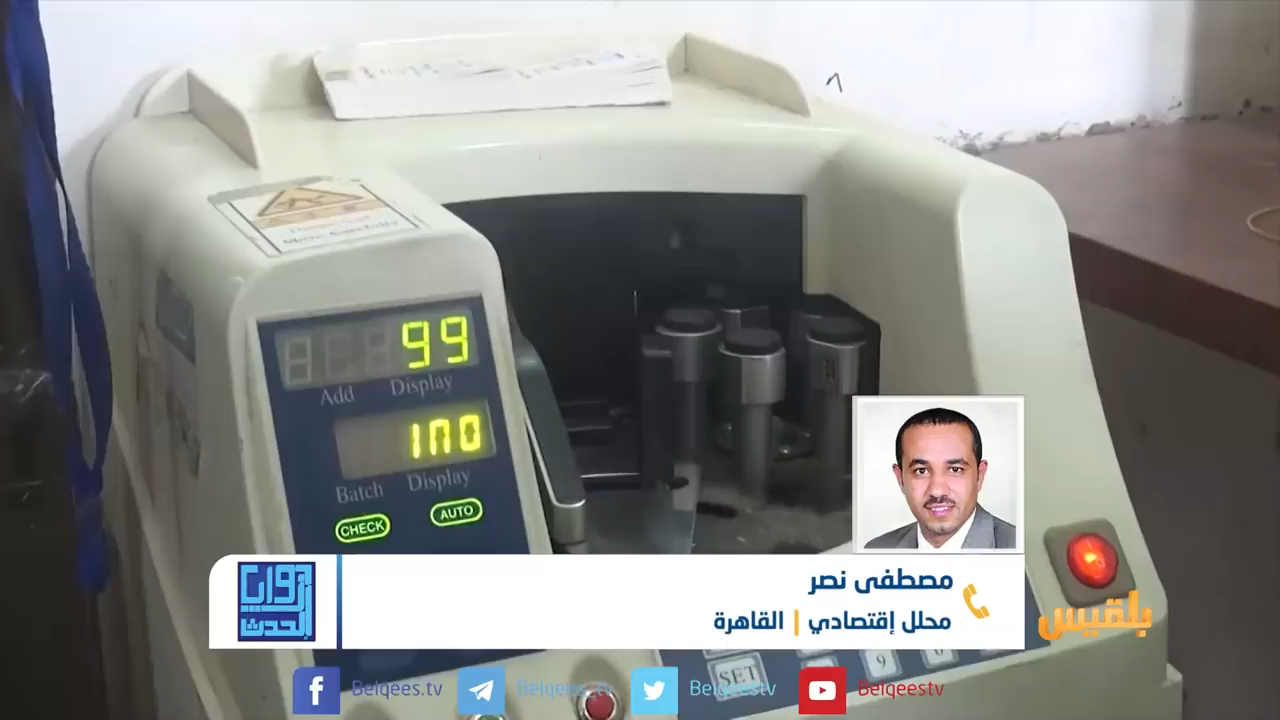 99
Add Display
100
Batch Display
CHECK
AUTO
مصطفى نصر
محلل إقتصادي | القاهرة
زوايا الحدث
بلقيس
SET
9
Belqees.tv
Belqees.tv
Belqeestv
Belqeestv